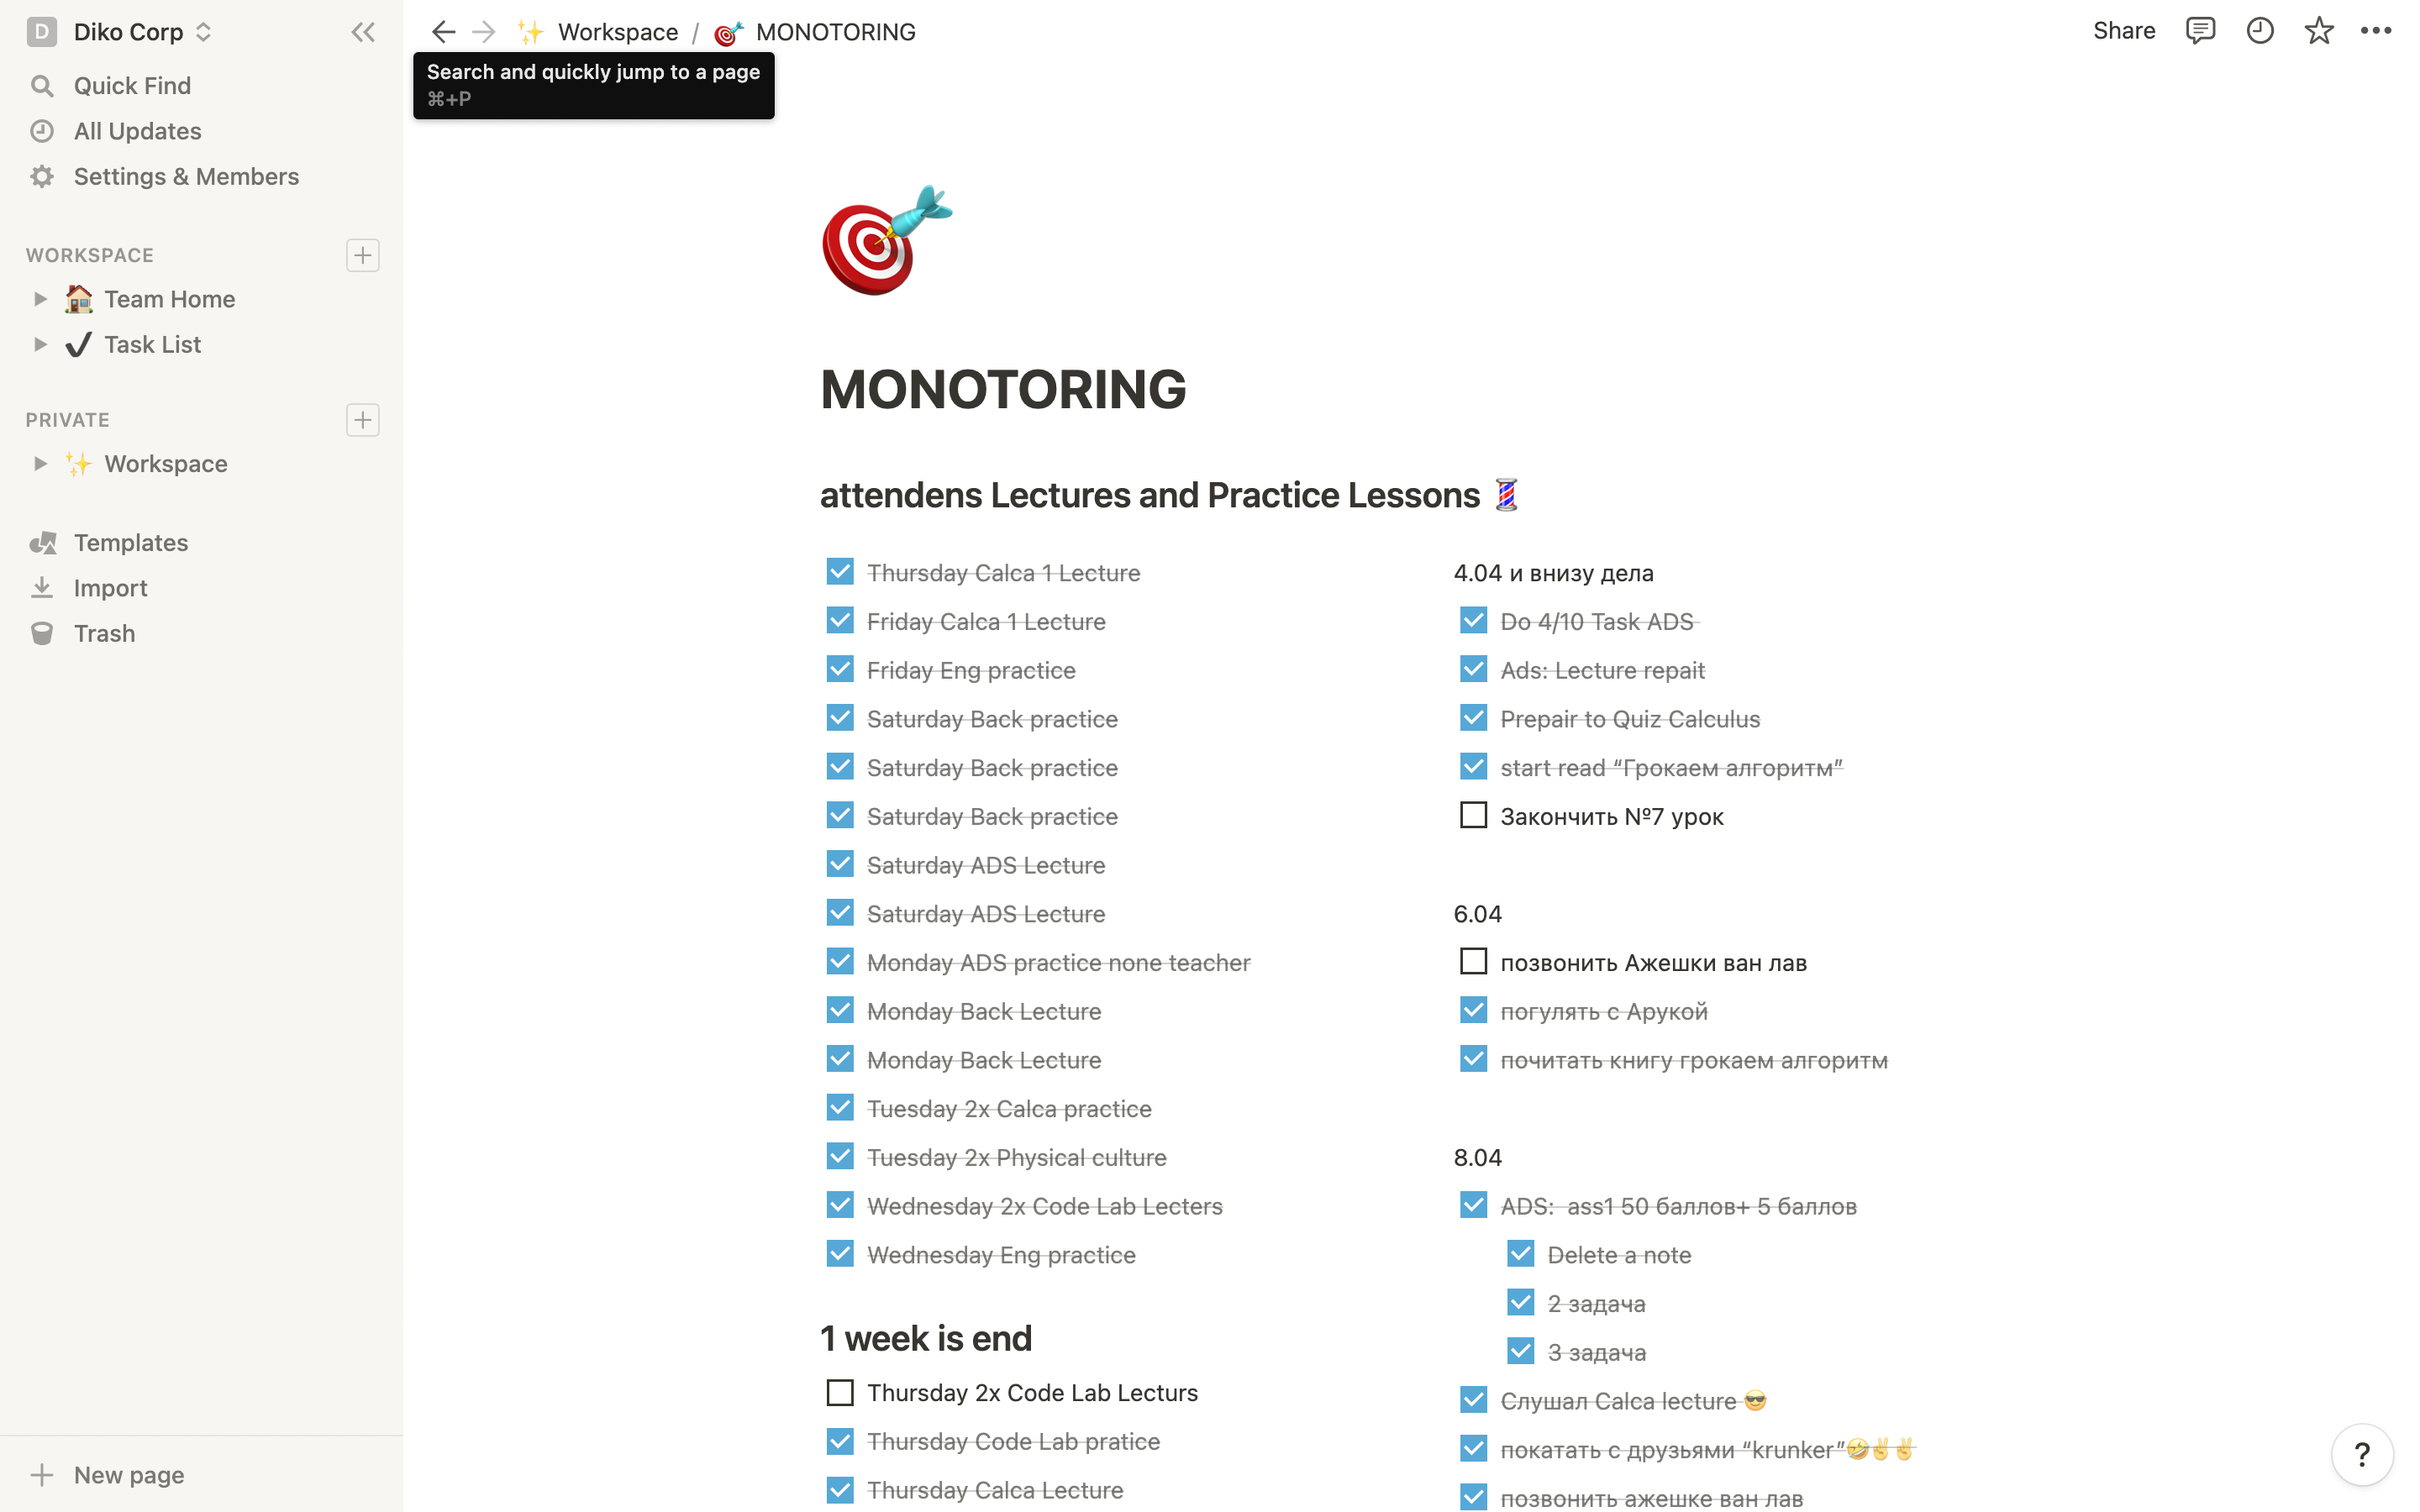 D Diko Corp
Quick Find
All Updates
Settings & Members
WORKSPACE
Team Home
Task List
PRIVATE
Workspace
Templates
Import
Trash
New page
Workspace / MONOTORING
Share
Search and quickly jump to a page
⌘+P
MONOTORING
attendens Lectures and Practice Lessons
Thursday Calca 1 Lecture
Friday Calca 1 Lecture
Friday Eng practice
Saturday Back practice
Saturday Back practice
Saturday Back practice
Saturday ADS Lecture
Saturday ADS Lecture
Monday ADS practice none teacher
Monday Back Lecture
Monday Back Lecture
Tuesday 2x Calca practice
Tuesday 2x Physical culture
Wednesday 2x Code Lab Lecters
Wednesday Eng practice
1 week is end
Thursday 2x Code Lab Lecturs
Thursday Code Lab pratice
Thursday Calca Lecture
4.04 и внизу дела
Do 4/10 Task ADS
Ads: Lecture repait
Prepair to Quiz Calculus
start read “Грокаем алгоритм”
Закончить №7 урок
6.04
позвонить Ажешки ван лав
погулять с Арукой
почитать книгу грокаем алгоритм
8.04
ADS: ass1 50 баллов+ 5 баллов
Delete a note
2 задача
3 задача
Слушал Calca lecture 😎
покатать с друзьями “krunker”🤣✌️✌️
позвонить ажешке ван лав
?